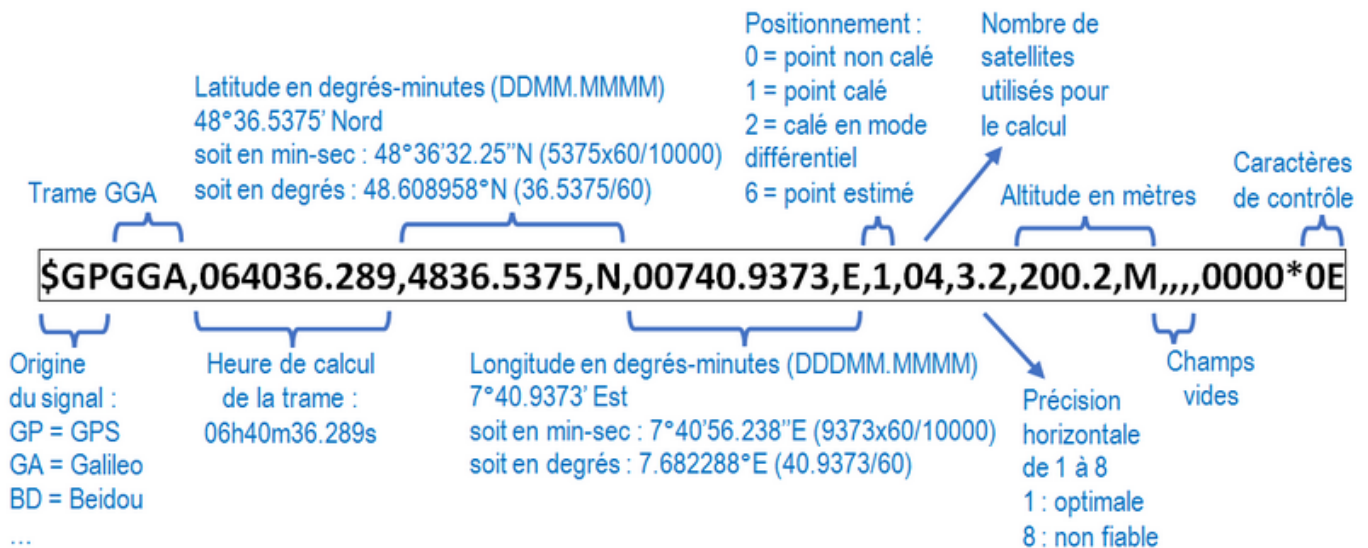 Positionnement :
0 = point non calé
1 = point calé
2 = calé en mode
différentiel
6 = point estimé
Nombre de
satellites
utilisés pour
le calcul
Latitude en degrés-minutes (DDMM.MMMM)
48°36.5375' Nord
soit en min-sec : 48°36'32.25''N (5375x60/10000)
soit en degrés : 48.608958°N (36.5375/60)
Trame GGA
Altitude en mètres
Caractères
de contrôle
$GPGGA,064036.289,4836.5375,N,00740.9373,E,1,04,3.2,200.2,M,,,,0000*0E
Origine
du signal :
GP = GPS
GA = Galileo
BD = Beidou
...
Heure de calcul
de la trame :
06h40m36.289s
Longitude en degrés-minutes (DDDMM.MMMM)
7°40.9373' Est
soit en min-sec : 7°40'56.238''E (9373x60/10000)
soit en degrés : 7.682288°E (40.9373/60)
Précision
horizontale
de 1 à 8
1 : optimale
8 : non fiable
Champs
vides